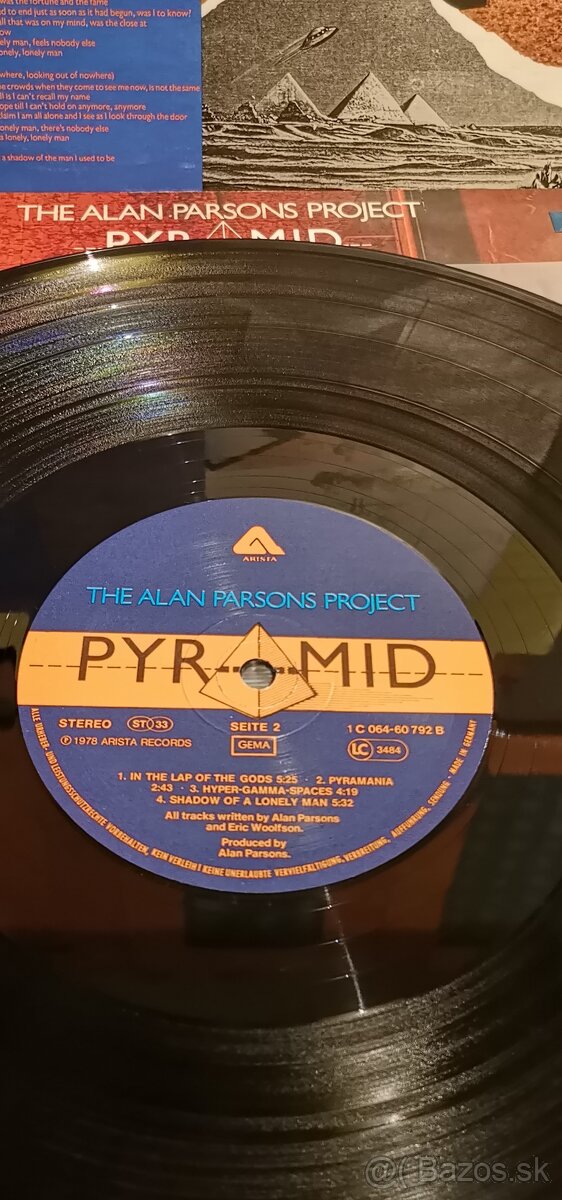 was the fortune and the fame
d to end just as soon as it had begun, was I to know?
all that was on my mind, was the close at
ow
ely man, feels nobody else
lonely, lonely man
where, looking out of nowhere)
e crowds when they come to see me now, is not the same
ll is I can't recall my name
ope till I can't hold on anymore, anymore
claim I am all alone and I see as I look through the door
onely man, there's nobody else
a lonely, lonely man
a shadow of the man I used to be
THE ALAN PARSONS PROJECT
PYRAMID
ARISTA
THE ALAN PARSONS PROJECT
PYRAMID
STEREO ST 33 SEITE 2 1 C 064-60 792 B
℗ 1978 ARISTA RECORDS GEMA LC 3484
1. IN THE LAP OF THE GODS 5:25 · 2. PYRAMANIA
2:43 · 3. HYPER-GAMMA-SPACES 4:19
4. SHADOW OF A LONELY MAN 5:32
All tracks written by Alan Parsons
and Eric Woolfson.
Produced by
Alan Parsons.
ALLE URHEBER- UND LEISTUNGSSCHUTZRECHTE VORBEHALTEN, KEIN VERLEIH! KEINE UNERLAUBTE VERVIELFÄLTIGUNG, VERBREITUNG, AUFFÜHRUNG, SENDUNG · MADE IN GERMANY
Bazos.sk